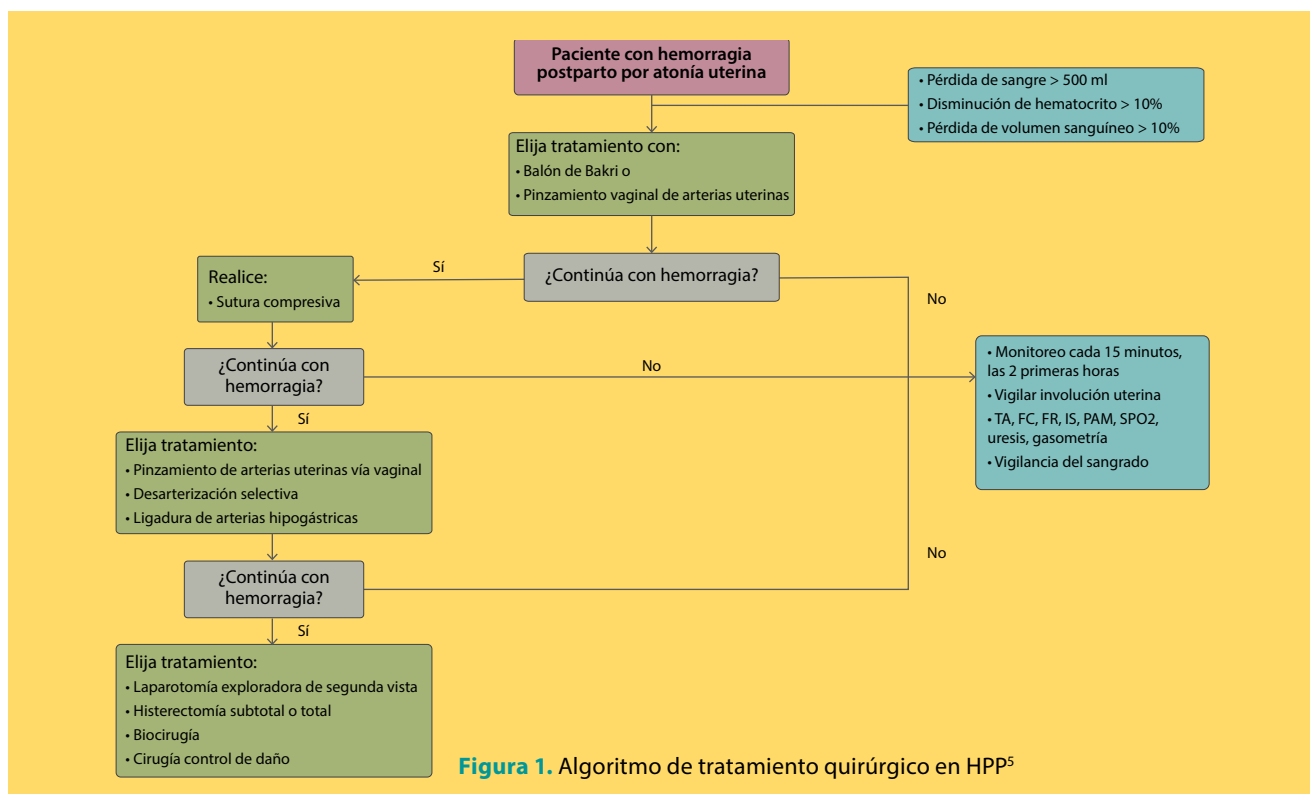 Paciente con hemorragia
postparto por atonía uterina
• Pérdida de sangre > 500 ml
• Disminución de hematocrito > 10%
• Pérdida de volumen sanguíneo > 10%
Elija tratamiento con:
• Balón de Bakri o
• Pinzamiento vaginal de arterias uterinas
¿Continúa con hemorragia?
Sí
No
Realice:
• Sutura compresiva
¿Continúa con
hemorragia?
No
Sí
• Monitoreo cada 15 minutos,
las 2 primeras horas
• Vigilar involución uterina
• TA, FC, FR, IS, PAM, SPO2,
uresis, gasometría
• Vigilancia del sangrado
Elija tratamiento:
• Pinzamiento de arterias uterinas vía vaginal
• Desarterización selectiva
• Ligadura de arterias hipogástricas
¿Continúa con
hemorragia?
No
Sí
Elija tratamiento:
• Laparotomía exploradora de segunda vista
• Histerectomía subtotal o total
• Biocirugía
• Cirugía control de daño
Figura 1. Algoritmo de tratamiento quirúrgico en HPP⁵